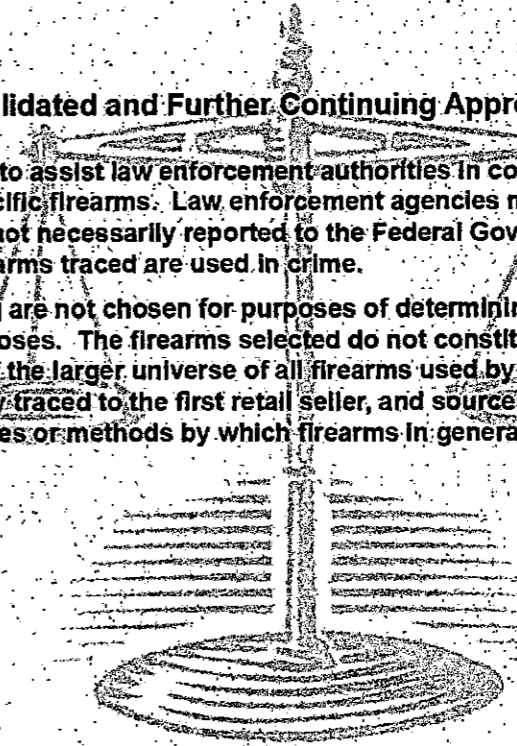 lidated and Further Continuing Appr
to assist law enforcement authorities in co
cific firearms. Law enforcement agencies m
not necessarily reported to the Federal Gov
arms traced are used in crime.
are not chosen for purposes of determinin
oses. The firearms selected do not constit
the larger universe of all firearms used by
traced to the first retail seller, and source
es or methods by which firearms in genera